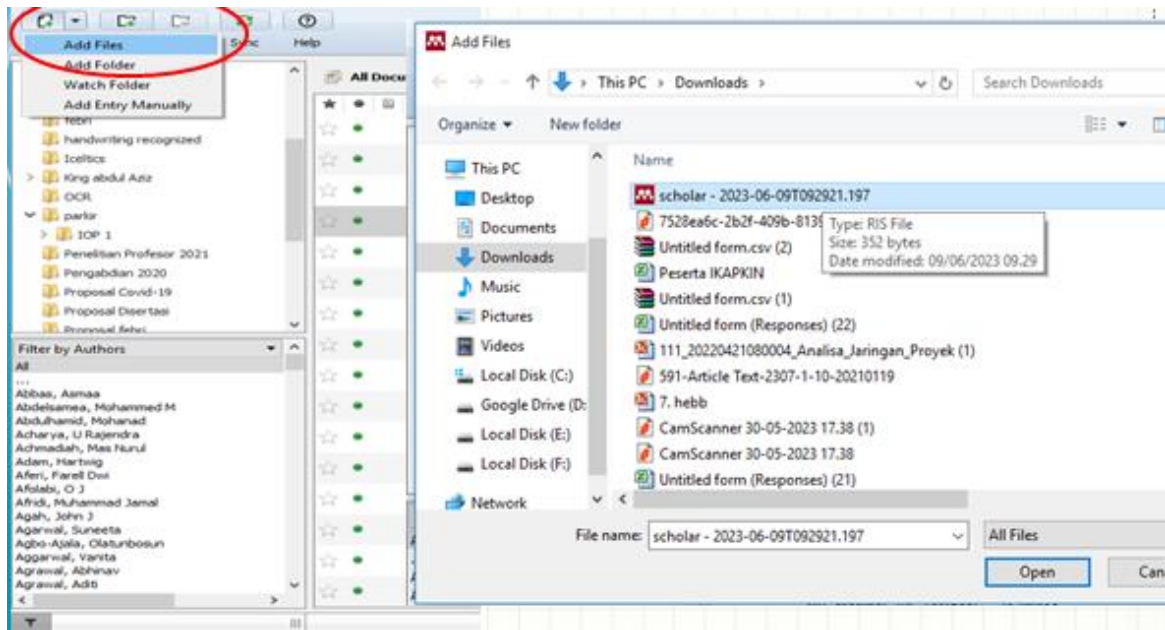 Add Files
Add Folder
Watch Folder
Add Entry Manually
Sync
Help
febri
handwriting recognized
Iceltics
King abdul Aziz
OCR
parkir
IOP 1
Penelitian Profesor 2021
Pengabdian 2020
Proposal Covid-19
Proposal Disertasi
Proposal febri
Filter by Authors
All
...
Abbas, Asmaa
Abdelsamea, Mohammed M
Abdulhamid, Mohanad
Acharya, U Rajendra
Achmadiah, Mas Nurul
Adam, Hartwig
Aferi, Farell Dwi
Afolabi, O J
Afridi, Muhammad Jamal
Agah, John J
Agarwal, Suneeta
Agbo-Ajala, Olatunbosun
Aggarwal, Vanita
Agrawal, Abhinav
Agrawal, Aditi
All Docu
Add Files
This PC > Downloads >
Search Downloads
Organize
New folder
This PC
Desktop
Documents
Downloads
Music
Pictures
Videos
Local Disk (C:)
Google Drive (D:
Local Disk (E:)
Local Disk (F:)
Network
Name
scholar - 2023-06-09T092921.197
7528ea6c-2b2f-409b-8139
Untitled form.csv (2)
Peserta IKAPKIN
Untitled form.csv (1)
Untitled form (Responses) (22)
111_20220421080004_Analisa_Jaringan_Proyek (1)
591-Article Text-2307-1-10-20210119
7. hebb
CamScanner 30-05-2023 17.38 (1)
CamScanner 30-05-2023 17.38
Untitled form (Responses) (21)
Type: RIS File
Size: 352 bytes
Date modified: 09/06/2023 09.29
File name: scholar - 2023-06-09T092921.197
All Files
Open
Can